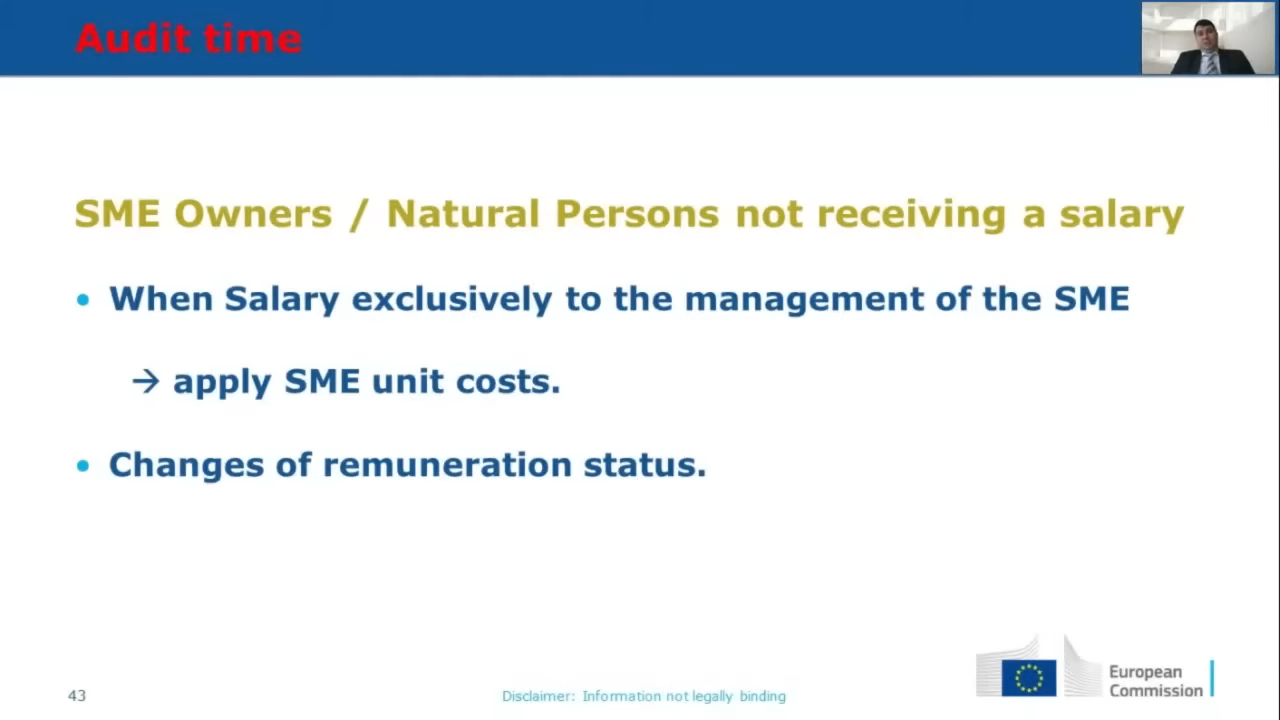 Audit time
SME Owners / Natural Persons not receiving a salary
• When Salary exclusively to the management of the SME
→ apply SME unit costs.
• Changes of remuneration status.
43
Disclaimer: Information not legally binding
European
Commission